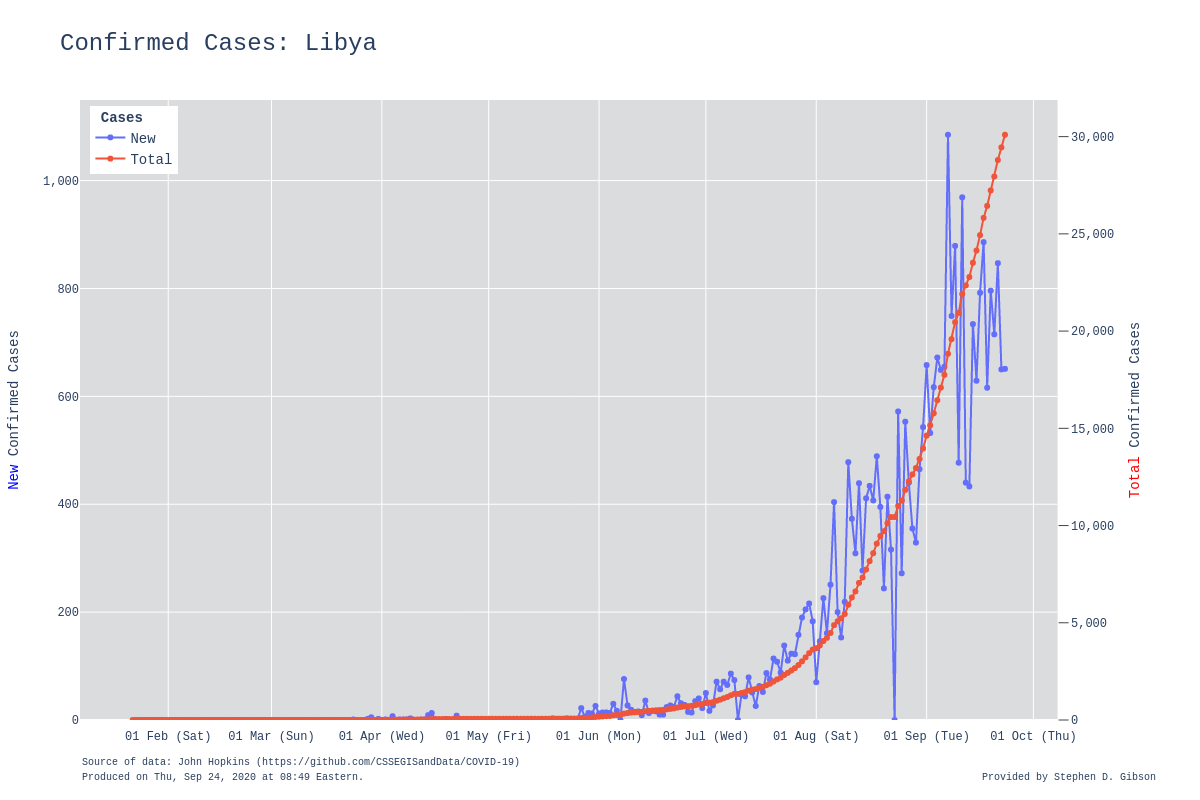 Confirmed Cases: Libya
Cases
New
Total
1,000
800
600
400
200
0
New Confirmed Cases
30,000
25,000
20,000
15,000
10,000
5,000
0
Total Confirmed Cases
01 Feb (Sat) 01 Mar (Sun) 01 Apr (Wed) 01 May (Fri) 01 Jun (Mon) 01 Jul (Wed) 01 Aug (Sat) 01 Sep (Tue) 01 Oct (Thu)
Source of data: John Hopkins (https://github.com/CSSEGISandData/COVID-19)
Produced on Thu, Sep 24, 2020 at 08:49 Eastern.
Provided by Stephen D. Gibson